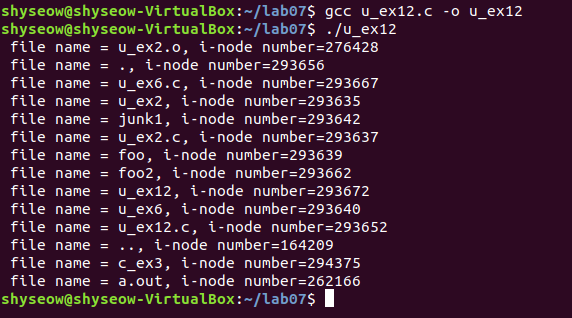 shyseow@shyseow-VirtualBox:~/lab07$ gcc u_ex12.c -o u_ex12
shyseow@shyseow-VirtualBox:~/lab07$ ./u_ex12
file name = u_ex2.o, i-node number=276428
file name = ., i-node number=293656
file name = u_ex6.c, i-node number=293667
file name = u_ex2, i-node number=293635
file name = junk1, i-node number=293642
file name = u_ex2.c, i-node number=293637
file name = foo, i-node number=293639
file name = foo2, i-node number=293662
file name = u_ex12, i-node number=293672
file name = u_ex6, i-node number=293640
file name = u_ex12.c, i-node number=293652
file name = .., i-node number=164209
file name = c_ex3, i-node number=294375
file name = a.out, i-node number=262166
shyseow@shyseow-VirtualBox:~/lab07$